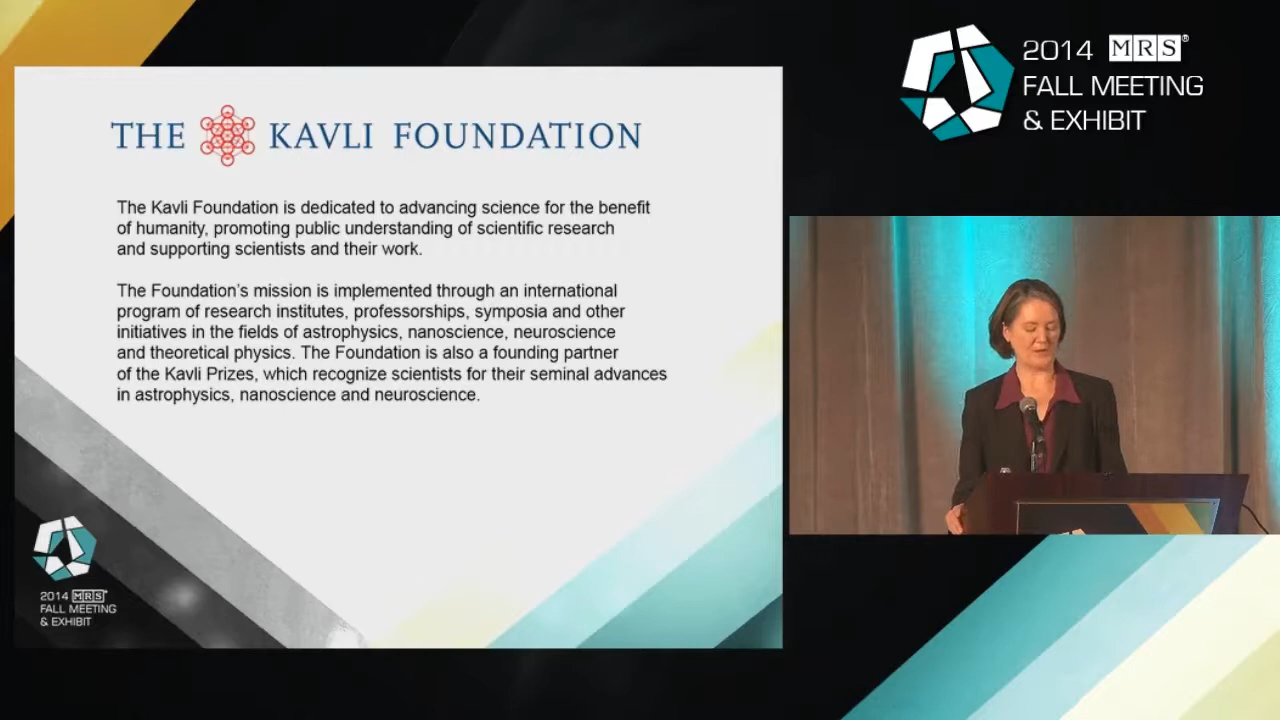 THE KAVLI FOUNDATION
The Kavli Foundation is dedicated to advancing science for the benefit
of humanity, promoting public understanding of scientific research
and supporting scientists and their work.
The Foundation's mission is implemented through an international
program of research institutes, professorships, symposia and other
initiatives in the fields of astrophysics, nanoscience, neuroscience
and theoretical physics. The Foundation is also a founding partner
of the Kavli Prizes, which recognize scientists for their seminal advances
in astrophysics, nanoscience and neuroscience.
2014 MRS®
FALL MEETING
& EXHIBIT
2014 MRS®
FALL MEETING
& EXHIBIT